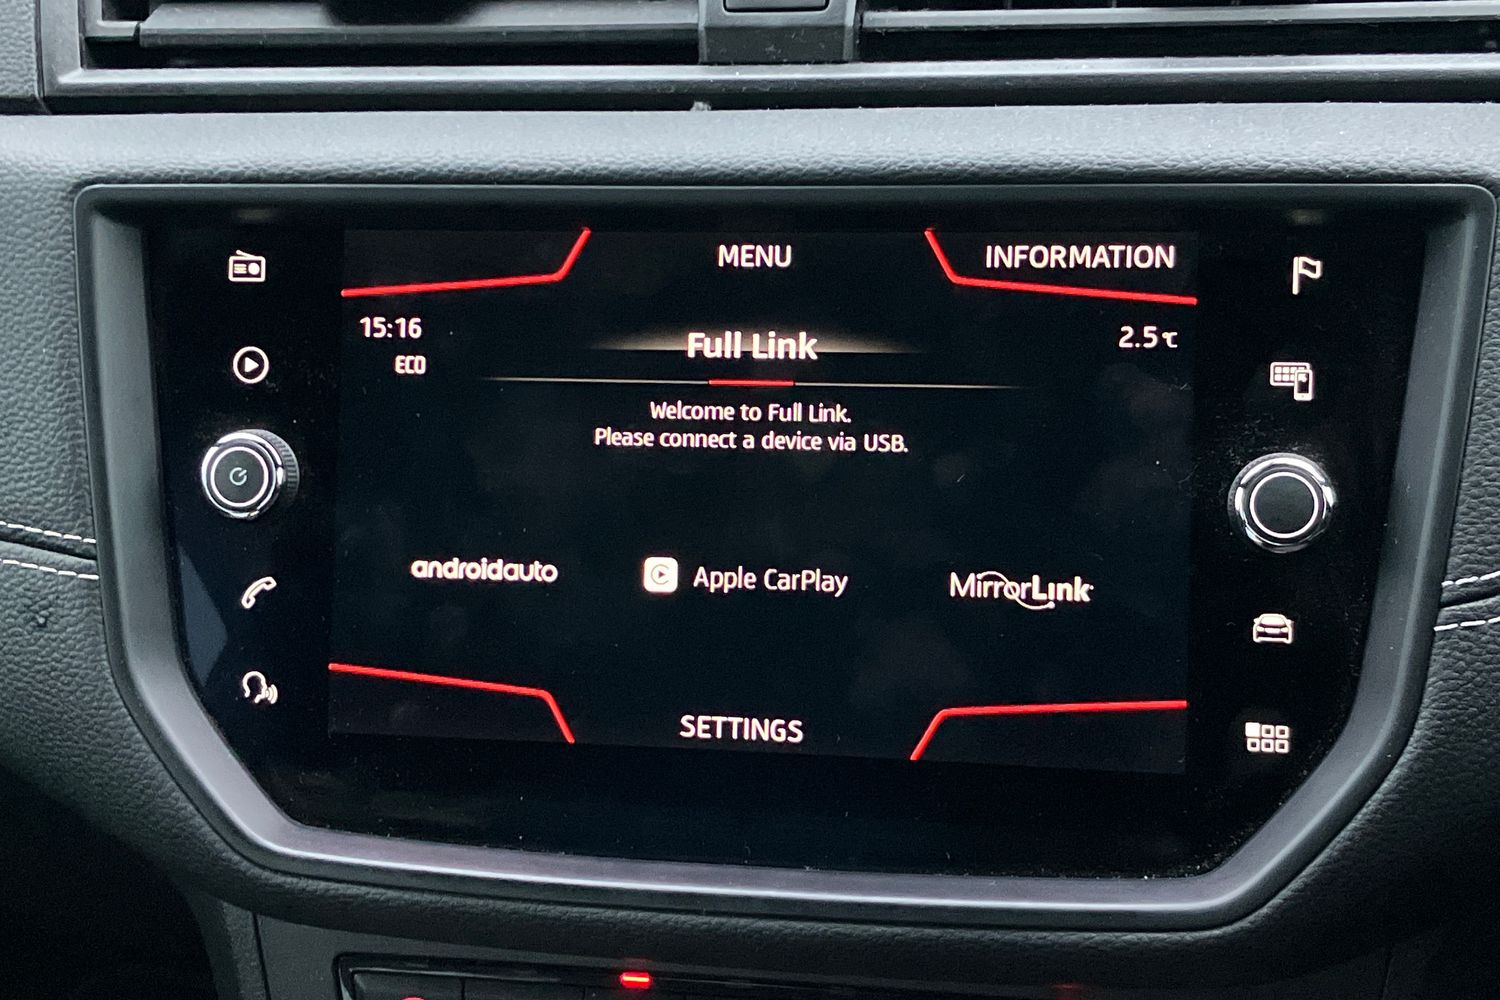 MENU
INFORMATION
15:16
2.5°C
ECO
Full Link
Welcome to Full Link.
Please connect a device via USB.
androidauto
Apple CarPlay
MirrorLink
SETTINGS